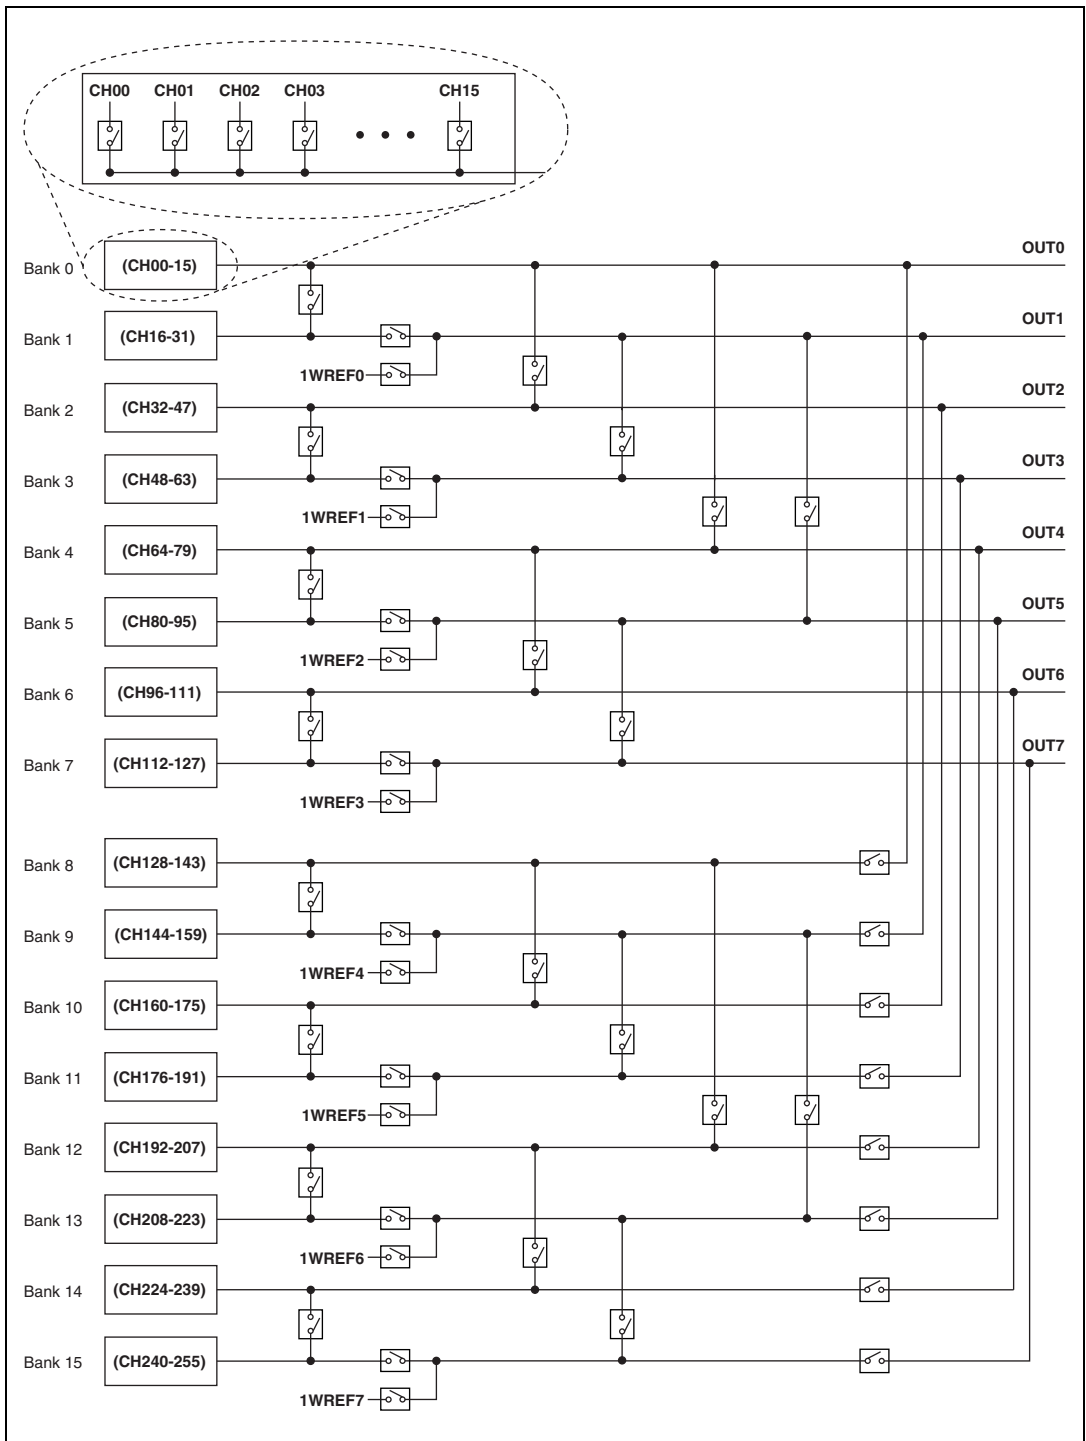 CH00 CH01 CH02 CH03 CH15
OUT0
Bank 0 (CH00-15)
OUT1
Bank 1 (CH16-31)
1WREF0
OUT2
Bank 2 (CH32-47)
OUT3
Bank 3 (CH48-63)
1WREF1
OUT4
Bank 4 (CH64-79)
OUT5
Bank 5 (CH80-95)
1WREF2
OUT6
Bank 6 (CH96-111)
OUT7
Bank 7 (CH112-127)
1WREF3
Bank 8 (CH128-143)
Bank 9 (CH144-159)
1WREF4
Bank 10 (CH160-175)
Bank 11 (CH176-191)
1WREF5
Bank 12 (CH192-207)
Bank 13 (CH208-223)
1WREF6
Bank 14 (CH224-239)
Bank 15 (CH240-255)
1WREF7